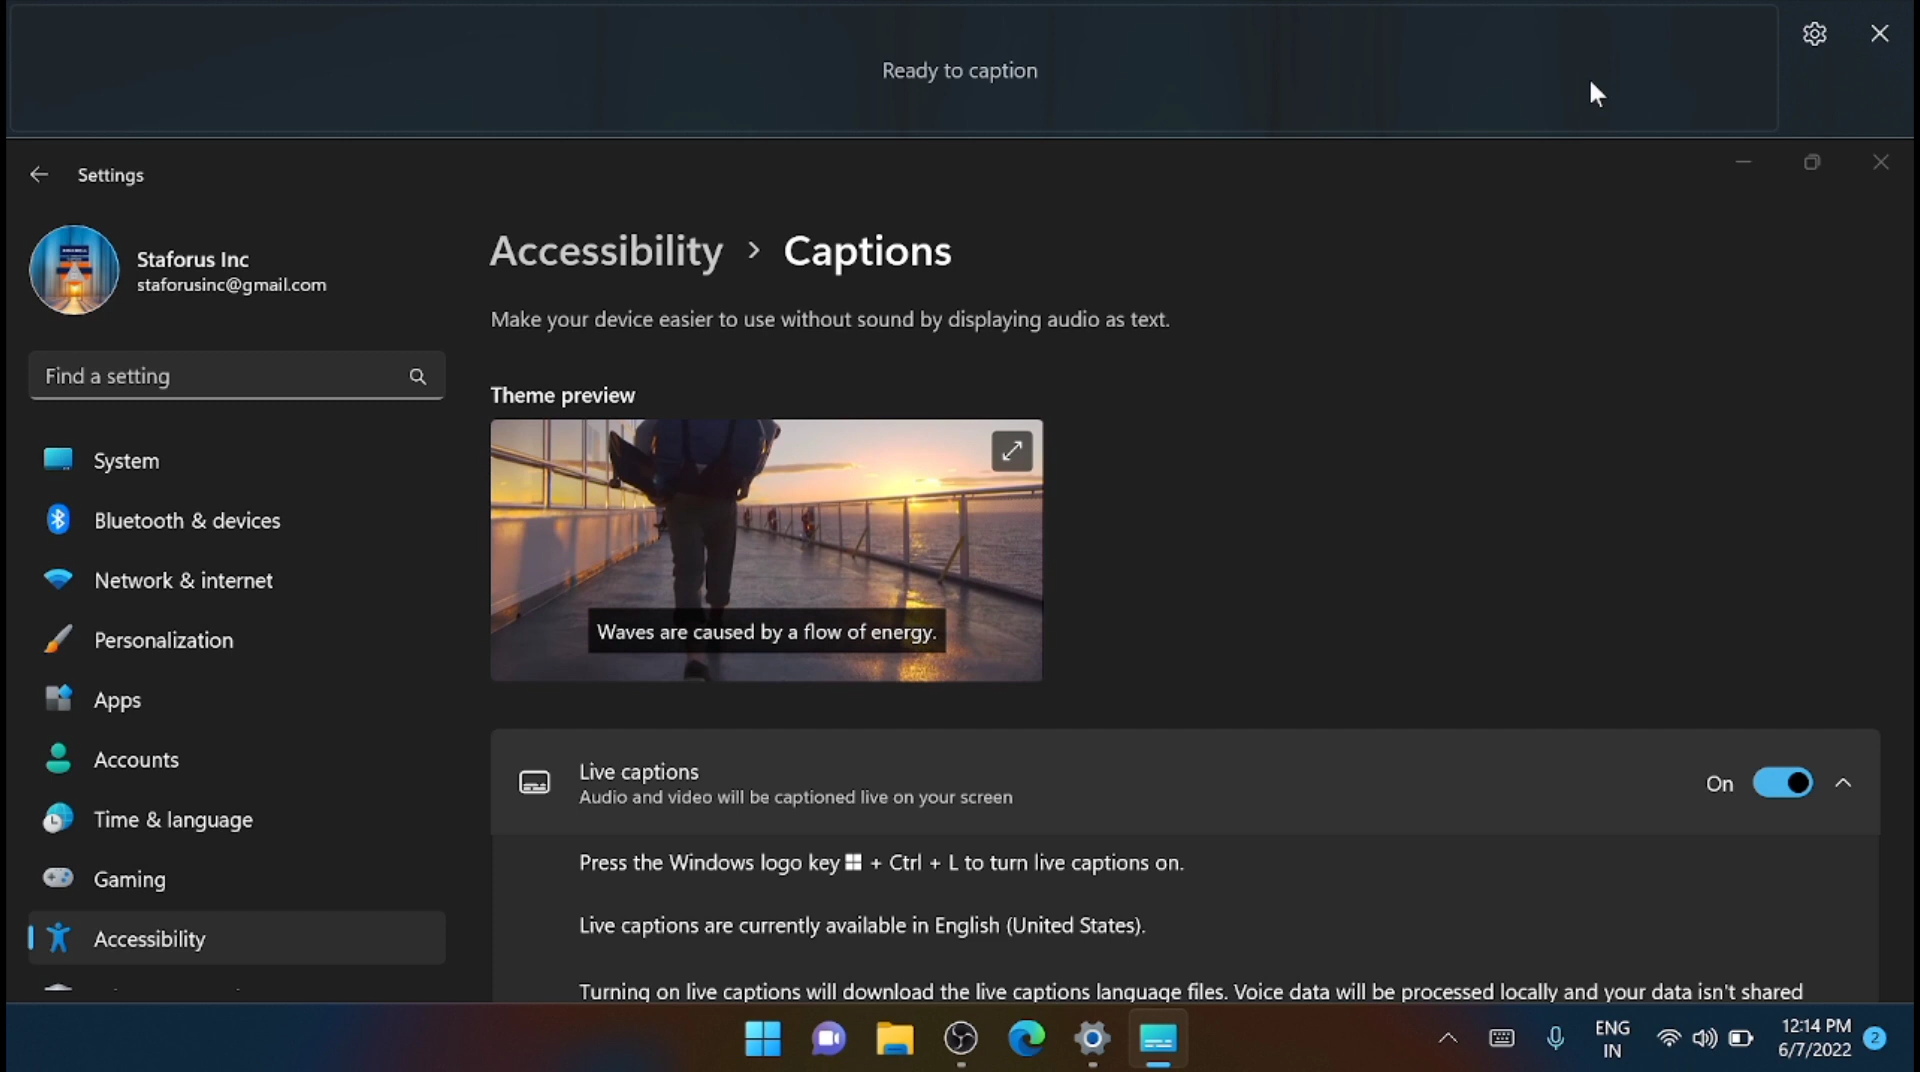 Ready to caption
Settings
Staforus Inc
staforusinc@gmail.com
Find a setting
System
Bluetooth & devices
Network & internet
Personalization
Apps
Accounts
Time & language
Gaming
Accessibility
Accessibility > Captions
Make your device easier to use without sound by displaying audio as text.
Theme preview
Waves are caused by a flow of energy.
Live captions
Audio and video will be captioned live on your screen
On
Press the Windows logo key + Ctrl + L to turn live captions on.
Live captions are currently available in English (United States).
Turning on live captions will download the live captions language files. Voice data will be processed locally and your data isn't shared
ENG
IN
12:14 PM
6/7/2022
2